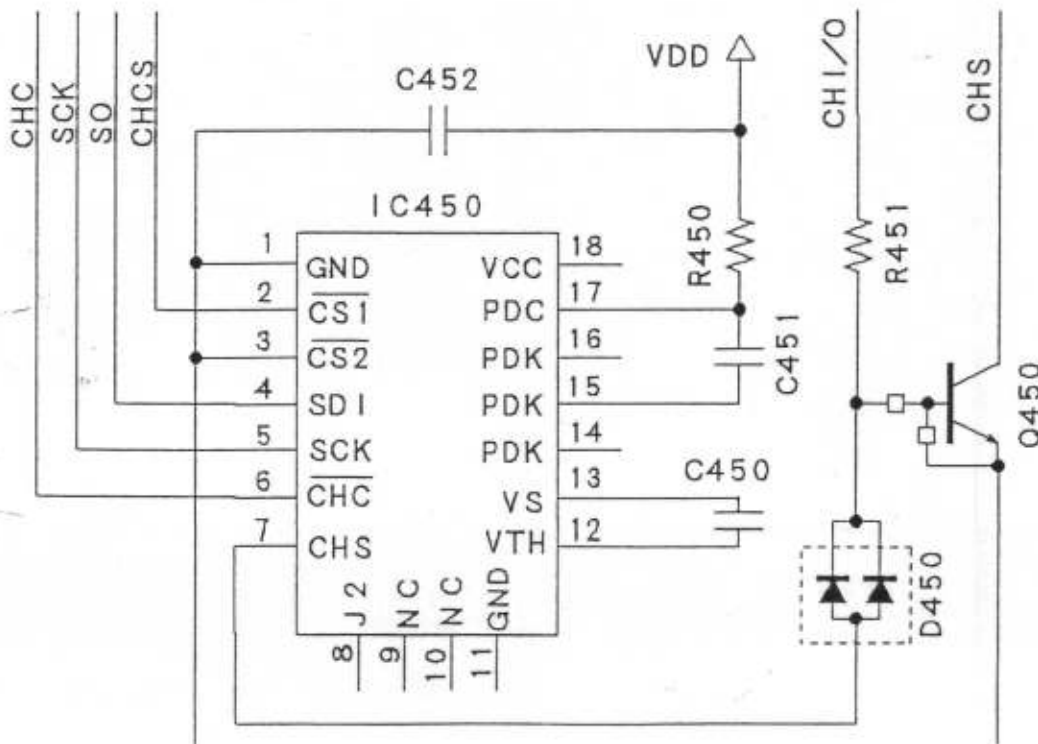 CHC
SCK
SO
CHCS
C452
VDD
CHI/O
CHS
IC450
R450
R451
1
GND
VCC
18
2
CS1
PDC
17
3
CS2
PDK
16
C451
4
SDI
PDK
15
Q450
5
SCK
PDK
14
6
CHC
VS
13
C450
7
CHS
VTH
12
J2
NC
NC
GND
8
9
10
11
D450